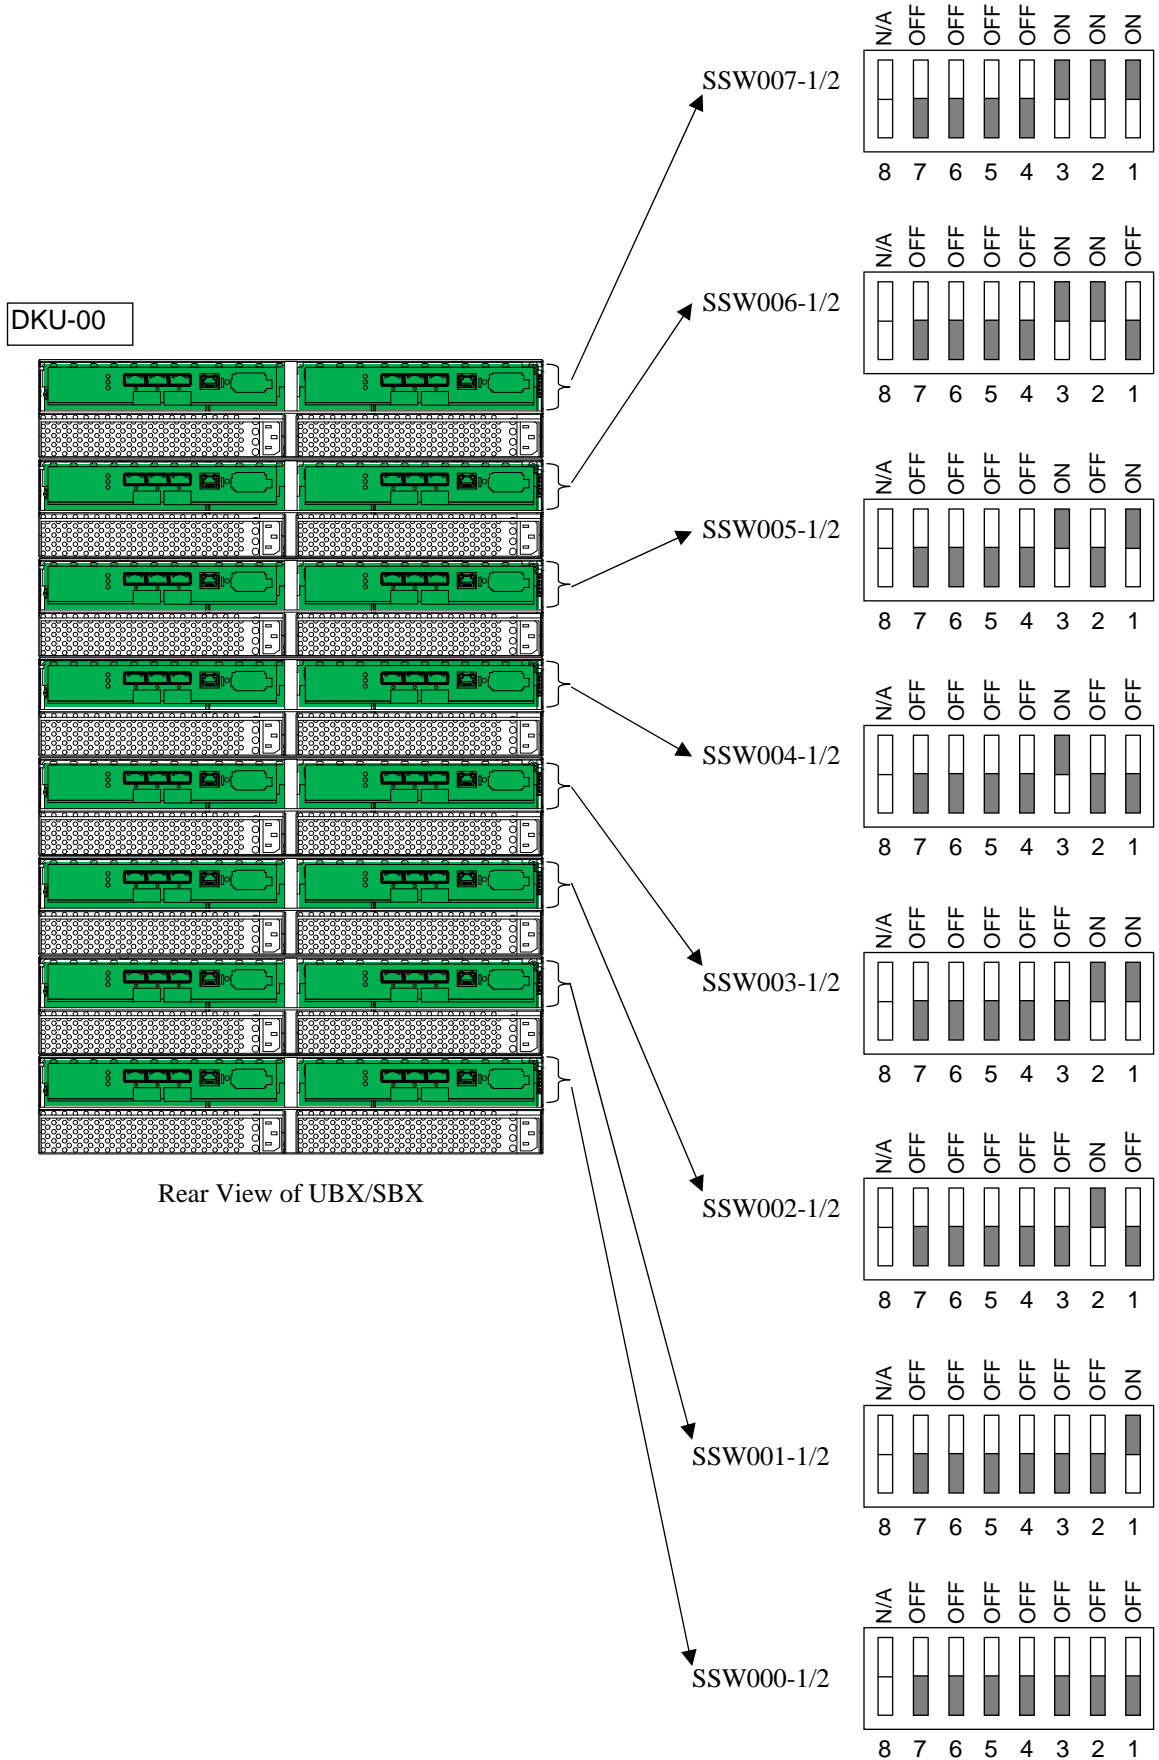 N/A OFF OFF OFF OFF ON ON ON
SSW007-1/2
8 7 6 5 4 3 2 1
N/A OFF OFF OFF OFF ON ON OFF
SSW006-1/2
8 7 6 5 4 3 2 1
DKU-00
N/A OFF OFF OFF OFF ON OFF ON
SSW005-1/2
8 7 6 5 4 3 2 1
N/A OFF OFF OFF OFF ON OFF OFF
SSW004-1/2
8 7 6 5 4 3 2 1
N/A OFF OFF OFF OFF OFF ON ON
SSW003-1/2
8 7 6 5 4 3 2 1
Rear View of UBX/SBX
N/A OFF OFF OFF OFF OFF ON OFF
SSW002-1/2
8 7 6 5 4 3 2 1
N/A OFF OFF OFF OFF OFF OFF ON
SSW001-1/2
8 7 6 5 4 3 2 1
N/A OFF OFF OFF OFF OFF OFF OFF
SSW000-1/2
8 7 6 5 4 3 2 1